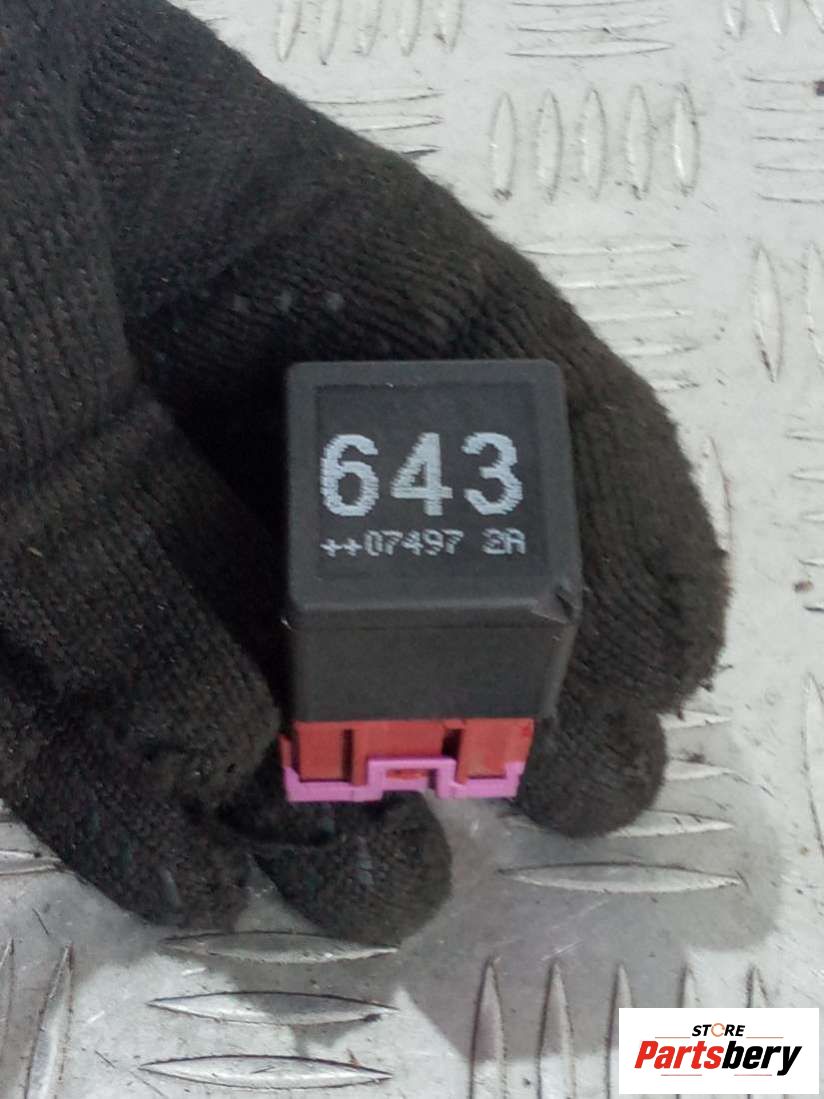 643
++07497 2A
STORE
Partsbery